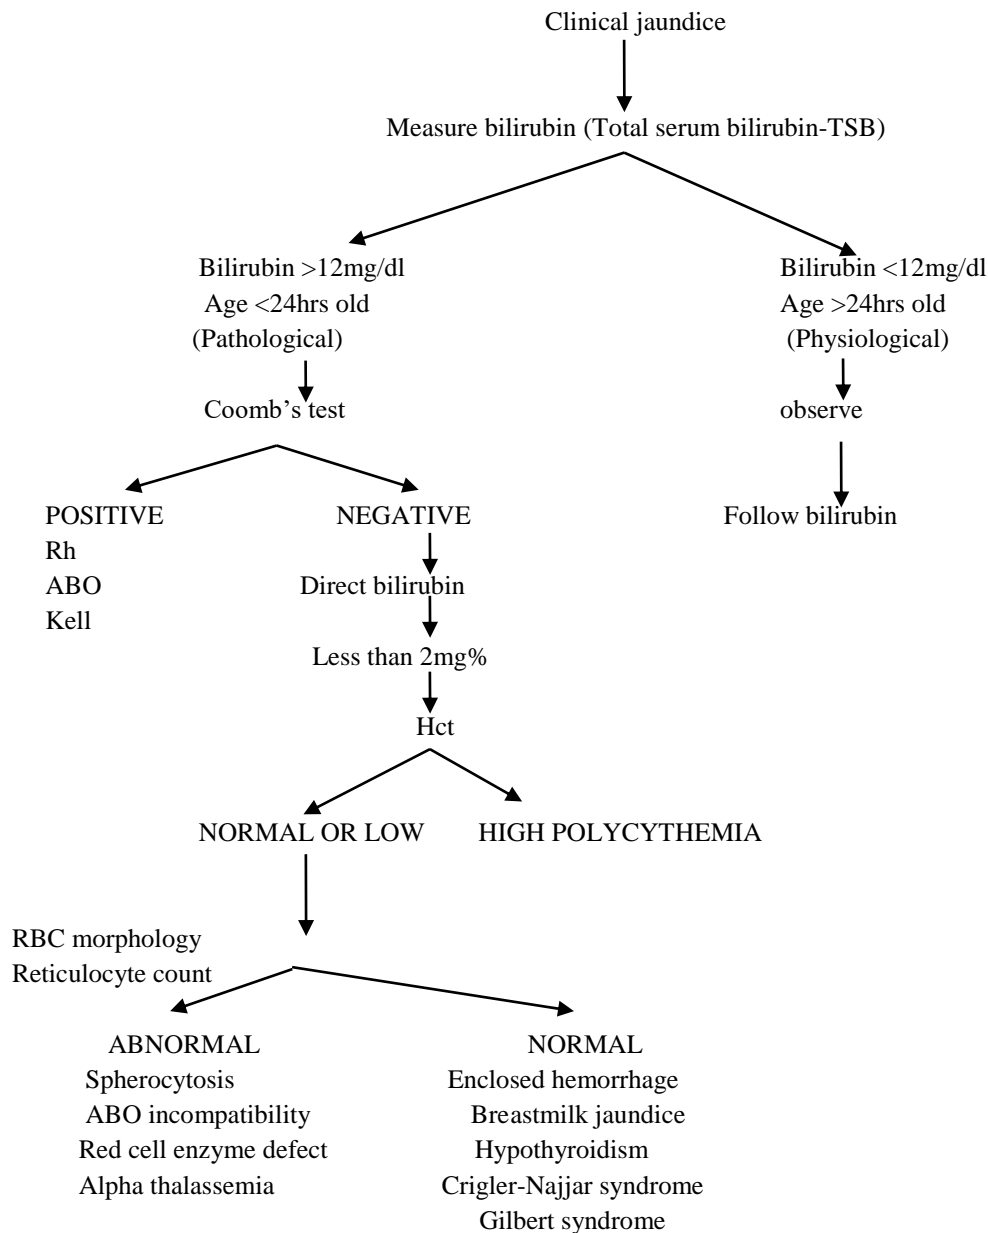 Clinical jaundice
Measure bilirubin (Total serum bilirubin-TSB)
Bilirubin >12mg/dl
Age <24hrs old
(Pathological)
Bilirubin <12mg/dl
Age >24hrs old
(Physiological)
Coomb's test
observe
POSITIVE
Rh
ABO
Kell
NEGATIVE
Follow bilirubin
Direct bilirubin
Less than 2mg%
Hct
NORMAL OR LOW
HIGH POLYCYTHEMIA
RBC morphology
Reticulocyte count
ABNORMAL
Spherocytosis
ABO incompatibility
Red cell enzyme defect
Alpha thalassemia
NORMAL
Enclosed hemorrhage
Breastmilk jaundice
Hypothyroidism
Crigler-Najjar syndrome
Gilbert syndrome